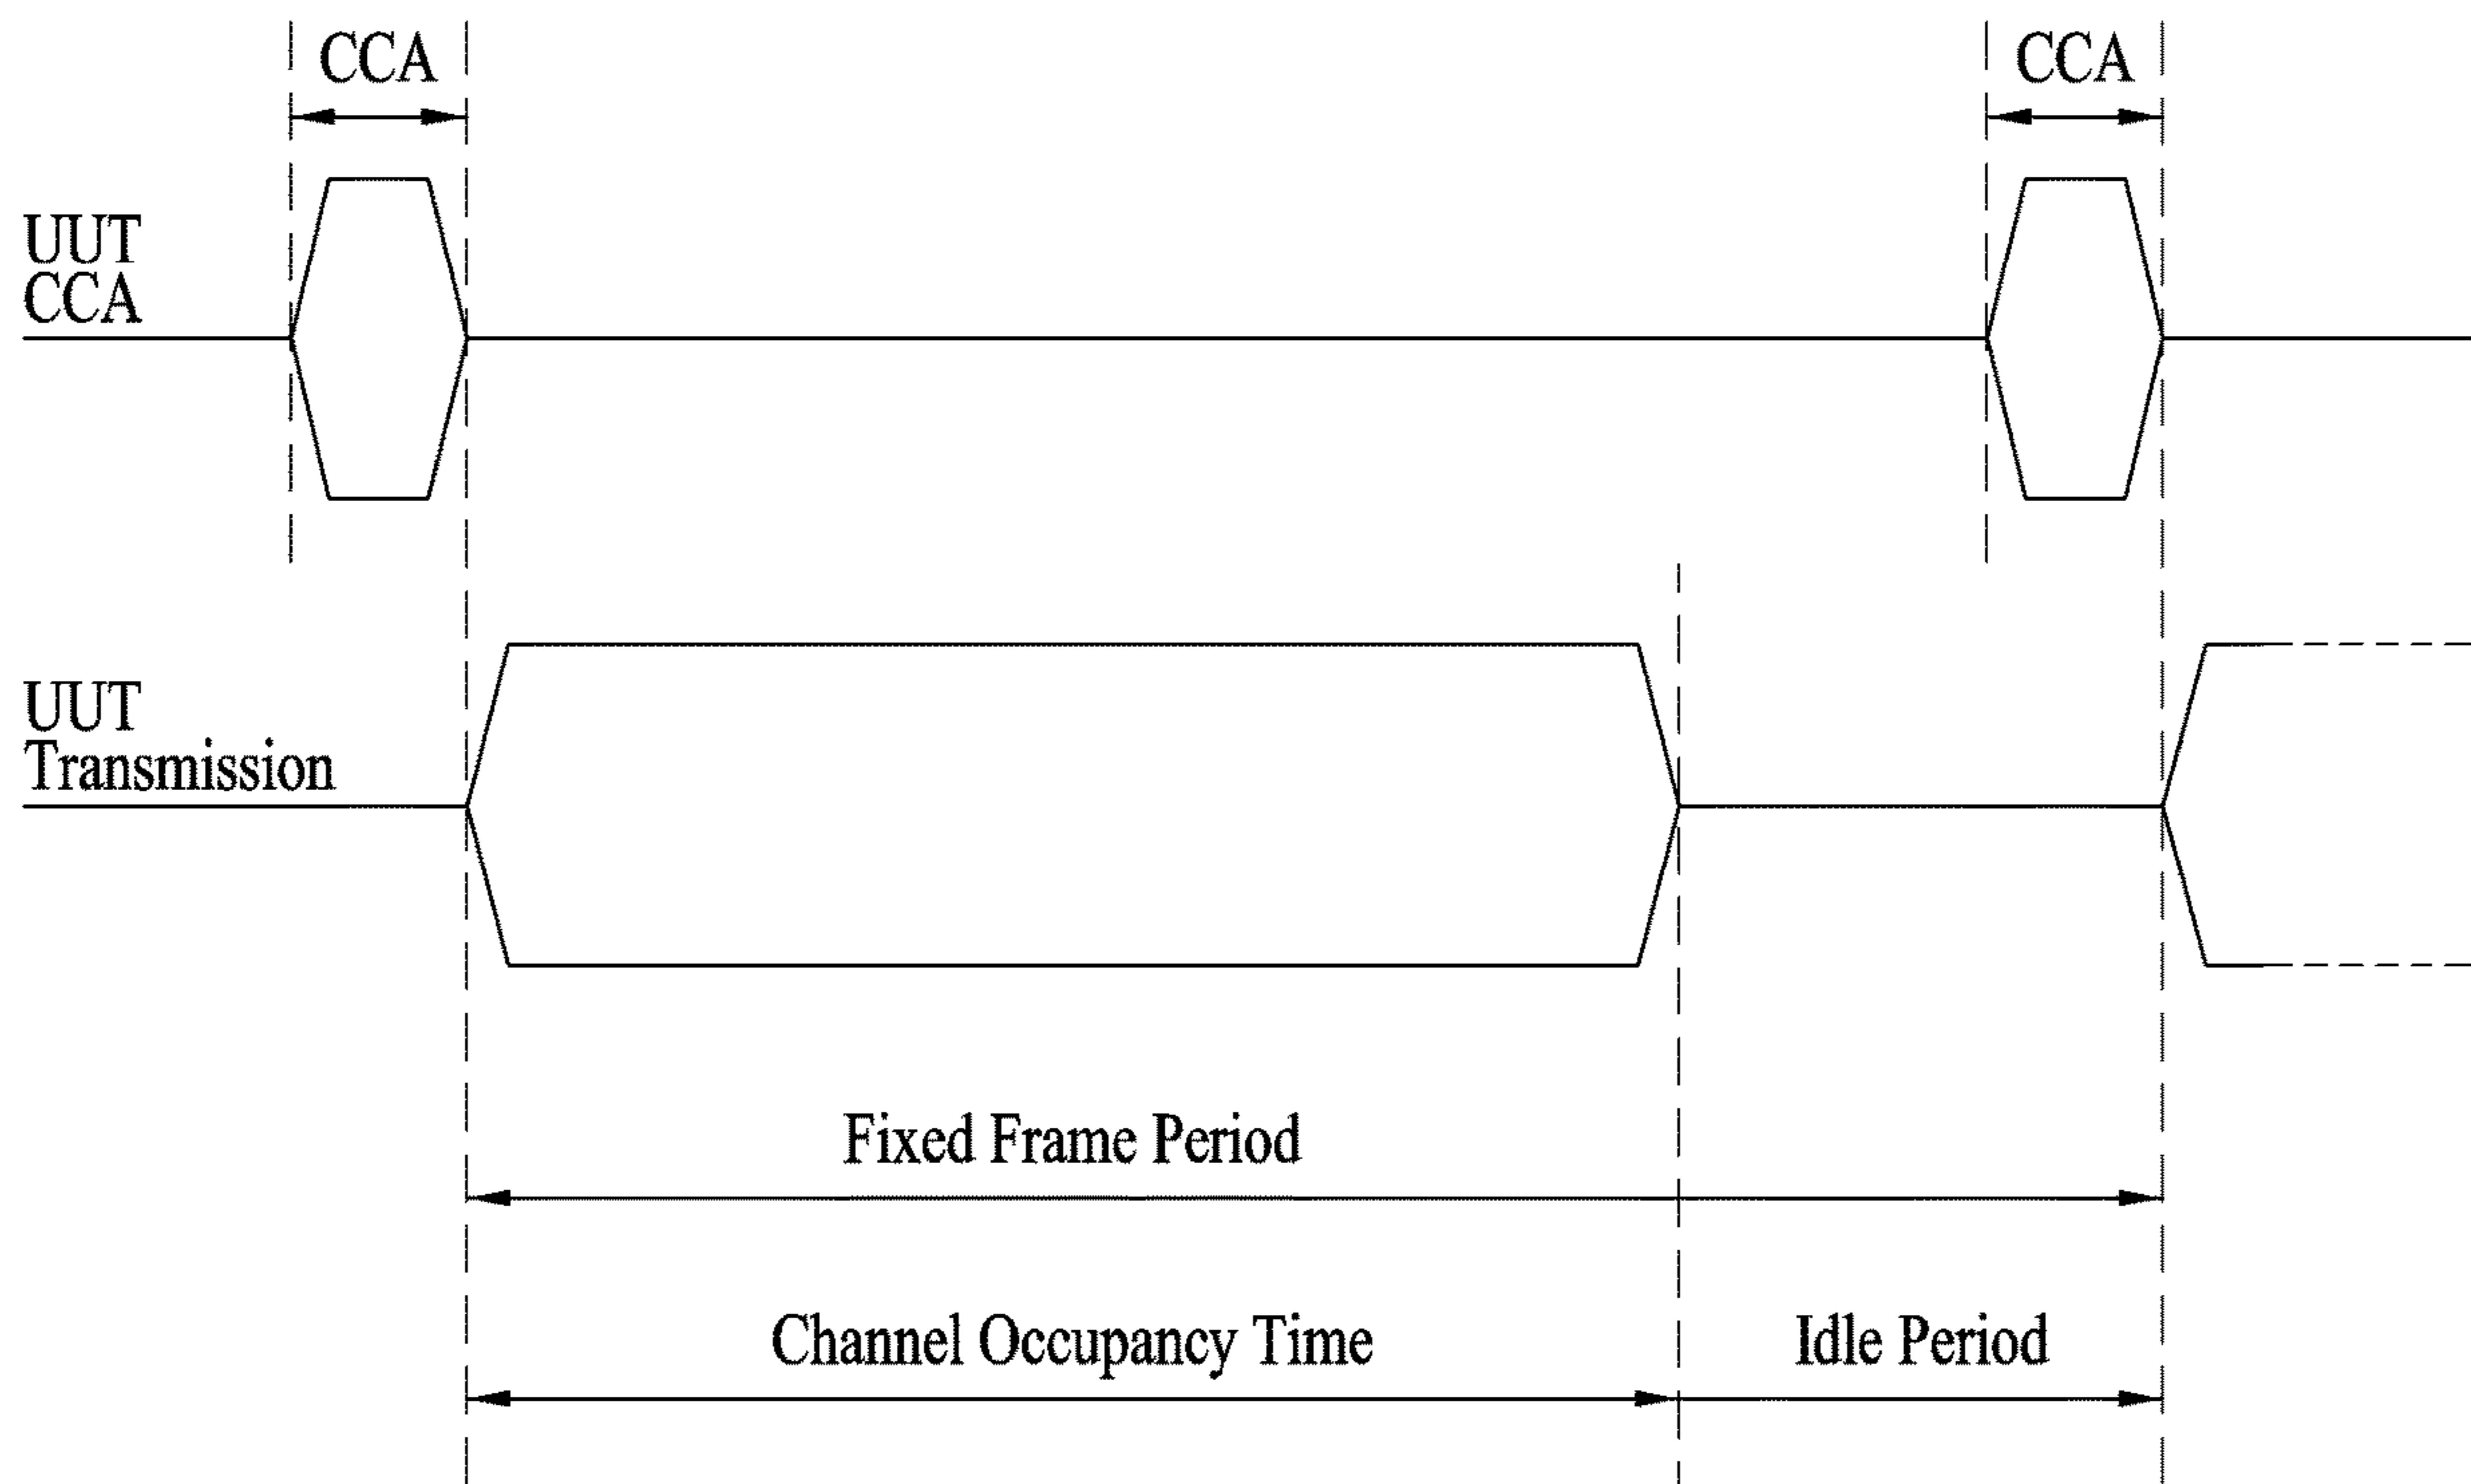 CCA
CCA
UUT
CCA
UUT
Transmission
Fixed Frame Period
Channel Occupancy Time
Idle Period